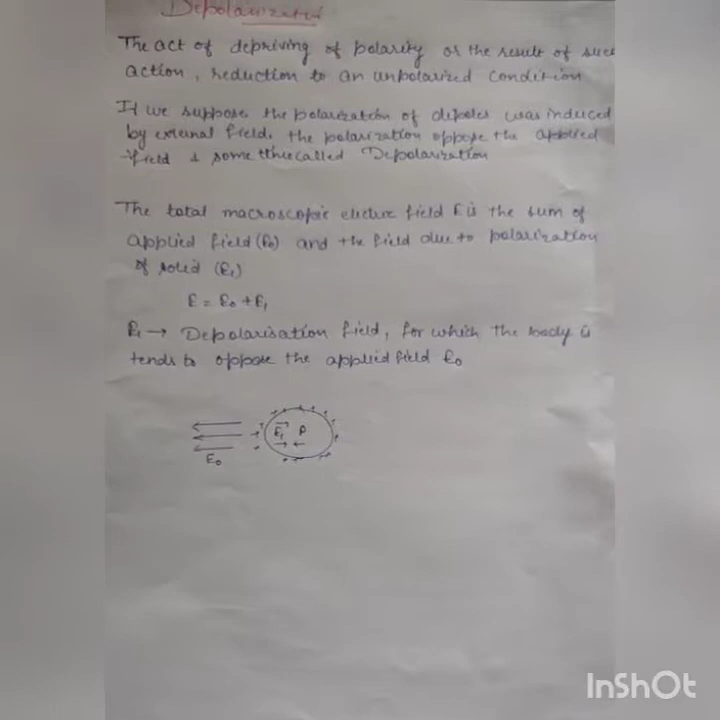 Depolarization
The act of depriving of polarity or the result of such
action, reduction to an unpolarized condition
If we suppose the polarization of dipoles was induced
by external field, the polarization oppose the applied
field & some time called Depolarization
The total macroscopic electric field E is the sum of
applied field (E₀) and the field due to polarization
of solid (E₁)
E = E₀ + E₁
E₁ → Depolarisation field, for which the body is
tends to oppose the applied field E₀
E₁ P
E₀
InShOt